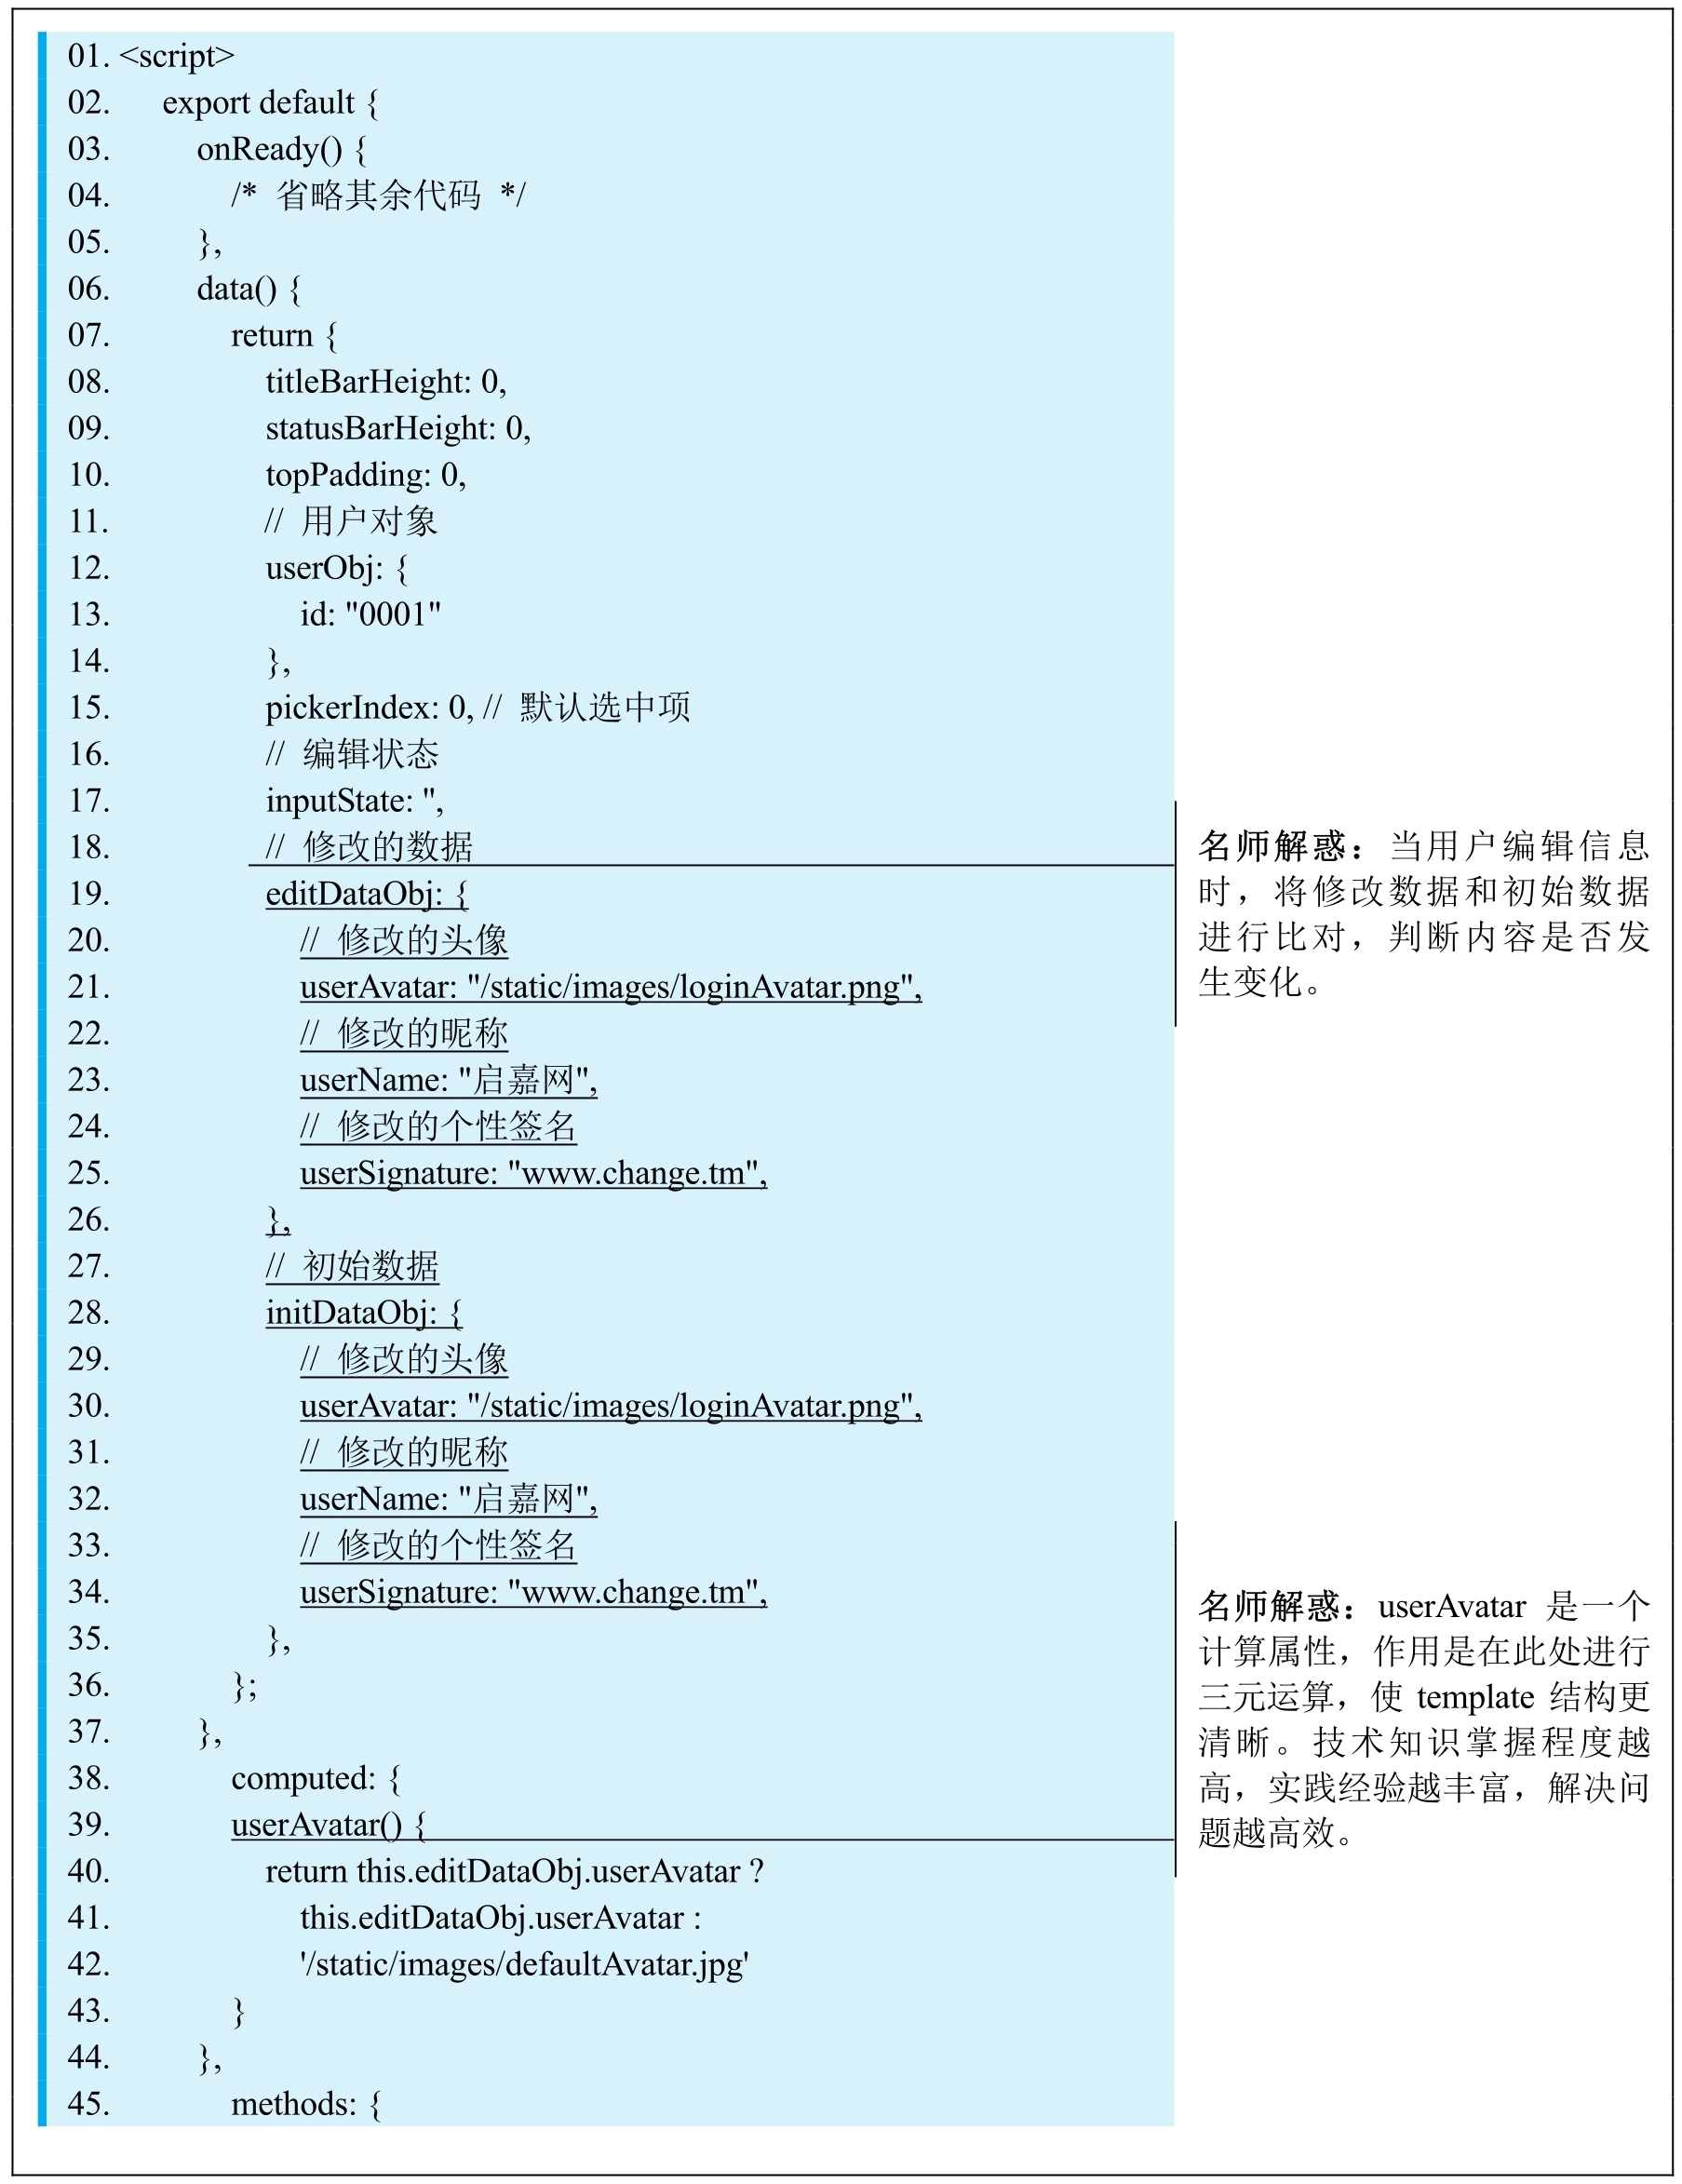 01. <script>
02. export default {
03. onReady() {
04. /* 省略其余代码 */
05. },
06. data() {
07. return {
08. titleBarHeight: 0,
09. statusBarHeight: 0,
10. topPadding: 0,
11. // 用户对象
12. userObj: {
13. id: "0001"
14. },
15. pickerIndex: 0, // 默认选中项
16. // 编辑状态
17. inputState: '',
18. // 修改的数据
19. editDataObj: {
20. // 修改的头像
21. userAvatar: "/static/images/loginAvatar.png",
22. // 修改的昵称
23. userName: "启嘉网",
24. // 修改的个性签名
25. userSignature: "www.change.tm",
26. },
27. // 初始数据
28. initDataObj: {
29. // 修改的头像
30. userAvatar: "/static/images/loginAvatar.png",
31. // 修改的昵称
32. userName: "启嘉网",
33. // 修改的个性签名
34. userSignature: "www.change.tm",
35. },
36. };
37. },
38. computed: {
39. userAvatar() {
40. return this.editDataObj.userAvatar ?
41. this.editDataObj.userAvatar :
42. '/static/images/defaultAvatar.jpg'
43. }
44. },
45. methods: {
名师解惑：当用户编辑信息
时，将修改数据和初始数据
进行比对，判断内容是否发
生变化。
名师解惑：userAvatar 是一个
计算属性，作用是在此处进行
三元运算，使 template 结构更
清晰。技术知识掌握程度越
高，实践经验越丰富，解决问
题越高效。